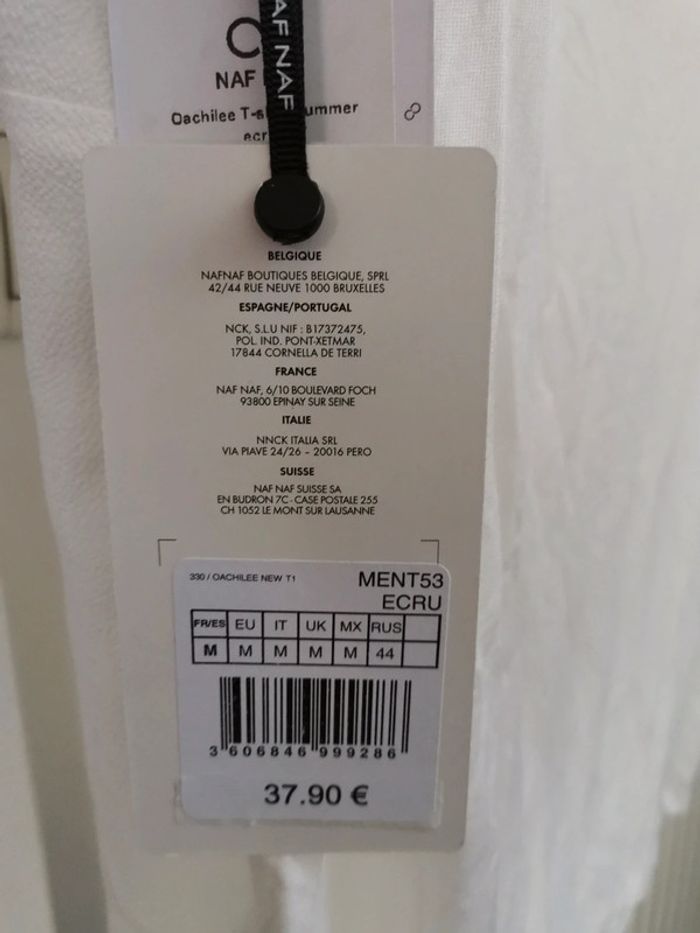 NAF NAF
NAF
Oachilee T-s ummer
ecr
BELGIQUE
NAFNAF BOUTIQUES BELGIQUE, SPRL
42/44 RUE NEUVE 1000 BRUXELLES
ESPAGNE/PORTUGAL
NCK, S.L.U NIF : B17372475,
POL. IND. PONT-XETMAR
17844 CORNELLA DE TERRI
FRANCE
NAF NAF, 6/10 BOULEVARD FOCH
93800 EPINAY SUR SEINE
ITALIE
NNCK ITALIA SRL
VIA PIAVE 24/26 - 20016 PERO
SUISSE
NAF NAF SUISSE SA
EN BUDRON 7C - CASE POSTALE 255
CH 1052 LE MONT SUR LAUSANNE
330 / OACHILEE NEW T1 MENT53
ECRU
FR/ES EU IT UK MX RUS
M M M M M 44
3 606846 999286
37.90 €